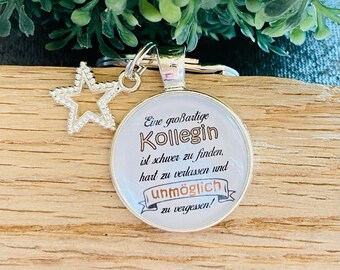 Eine großartige
Kollegin
ist schwer zu finden,
hart zu verlassen und
unmöglich
zu vergessen!